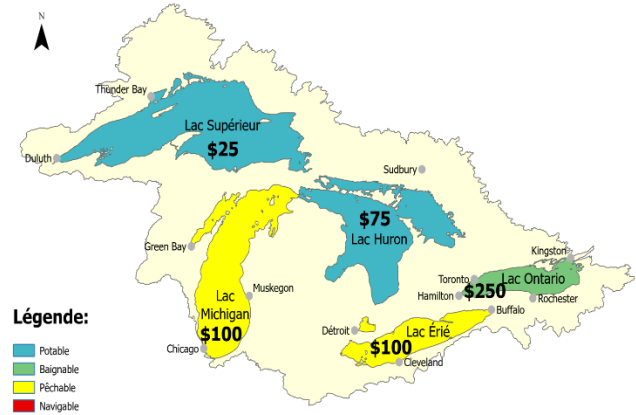 N
Thunder Bay
Lac Supérieur
$25
Duluth
Sudbury
$75
Lac Huron
Green Bay
Kingston
Toronto
Lac Ontario
Hamilton
$250
Rochester
Muskegon
Lac
Michigan
$100
Buffalo
Détroit
Lac Érié
$100
Chicago
Cleveland
Légende:
Potable
Baignable
Pêchable
Navigable